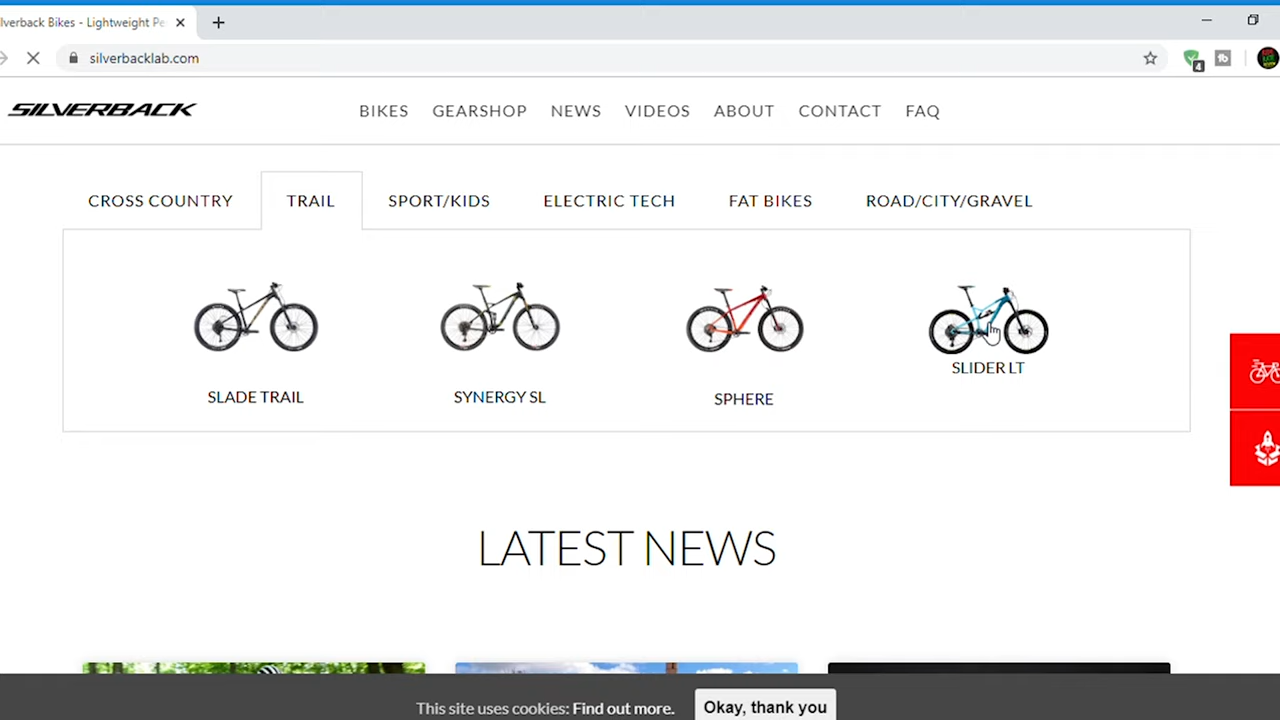 lverback Bikes - Lightweight Pe
silverbacklab.com
4
SILVERBACK
BIKES GEARSHOP NEWS VIDEOS ABOUT CONTACT FAQ
CROSS COUNTRY TRAIL SPORT/KIDS ELECTRIC TECH FAT BIKES ROAD/CITY/GRAVEL
SLADE TRAIL SYNERGY SL SPHERE SLIDER LT
LATEST NEWS
This site uses cookies: Find out more. Okay, thank you